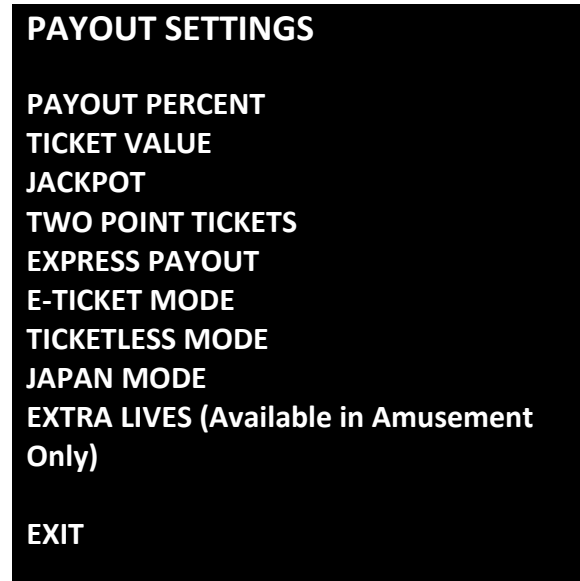 PAYOUT SETTINGS
PAYOUT PERCENT
TICKET VALUE
JACKPOT
TWO POINT TICKETS
EXPRESS PAYOUT
E-TICKET MODE
TICKETLESS MODE
JAPAN MODE
EXTRA LIVES (Available in Amusement
Only)
EXIT